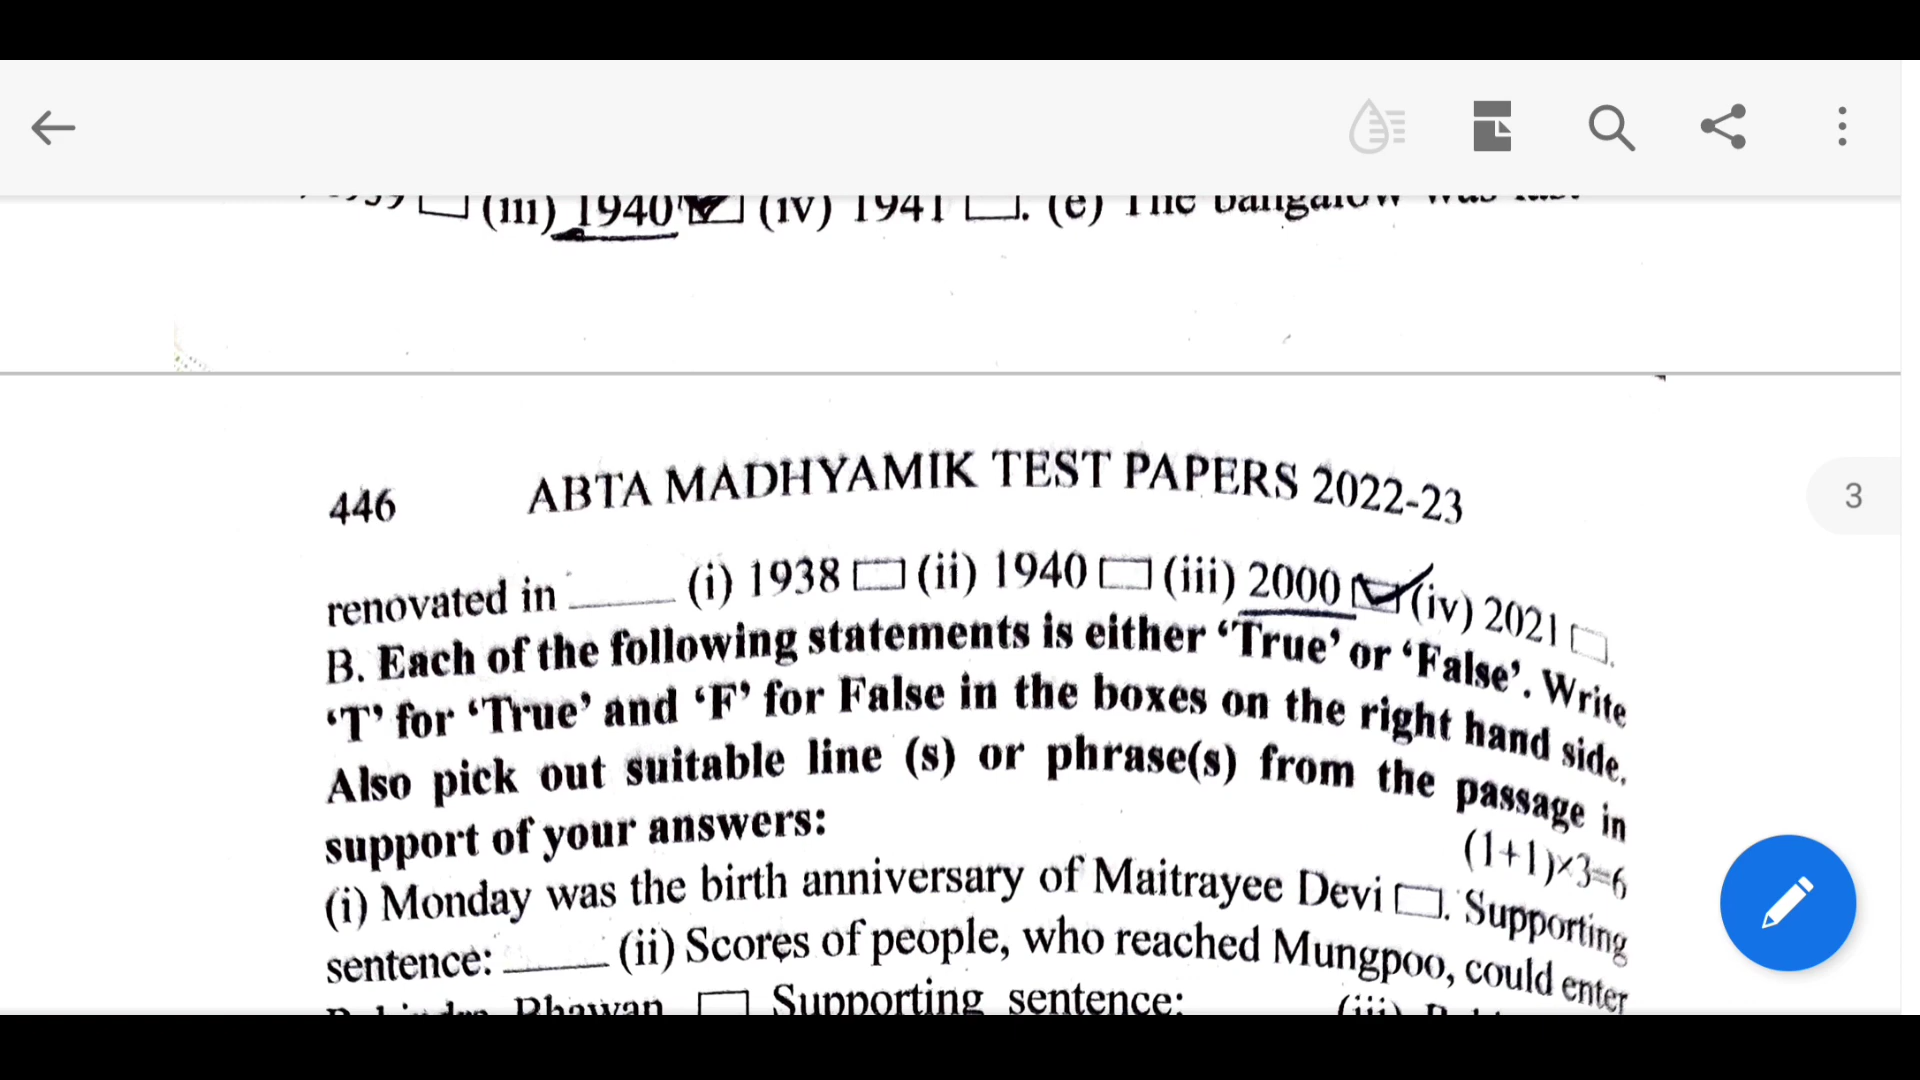 (iii) 1940 (iv) 1941 . (e) The bangalow was
3
446 ABTA MADHYAMIK TEST PAPERS 2022-23
renovated in ____ (i) 1938 (ii) 1940 (iii) 2000 (iv) 2021 .
B. Each of the following statements is either ‘True’ or ‘False’. Write
‘T’ for ‘True’ and ‘F’ for False in the boxes on the right hand side.
Also pick out suitable line (s) or phrase(s) from the passage in
support of your answers:
(1+1)×3=6
(i) Monday was the birth anniversary of Maitrayee Devi . Supporting
sentence: ____ (ii) Scores of people, who reached Mungpoo, could enter
Bhawan Supporting sentence: (iii)